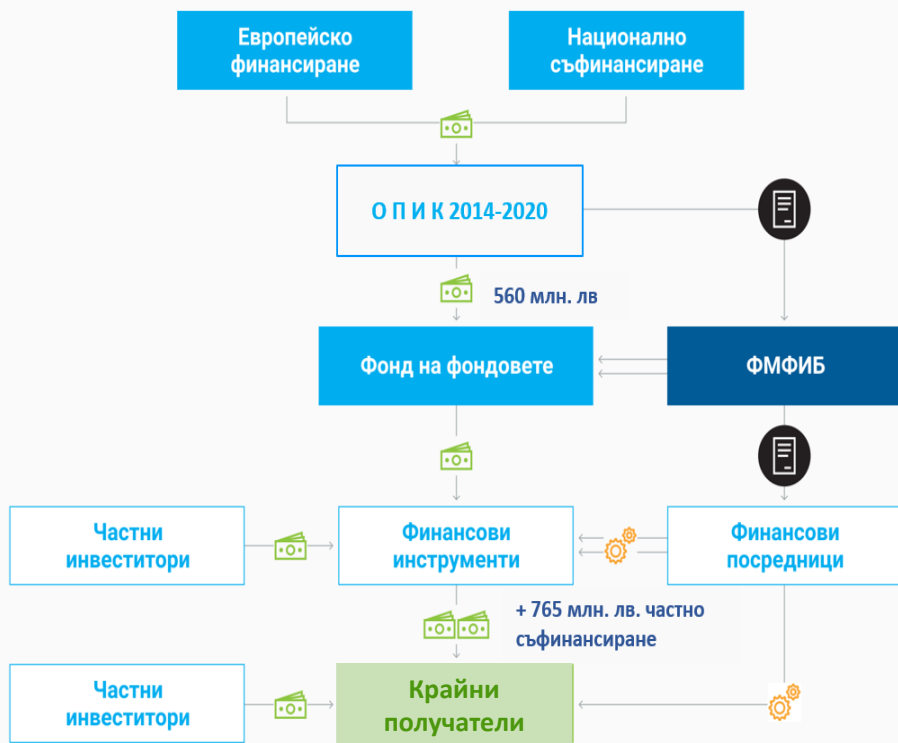 Европейско
финансиране
Национално
съфинансиране
О П И К 2014-2020
560 млн. лв
Фонд на фондовете
ФМФИБ
Частни
инвеститори
Финансови
инструменти
Финансови
посредници
+ 765 млн. лв. частно
съфинансиране
Частни
инвеститори
Крайни
получатели